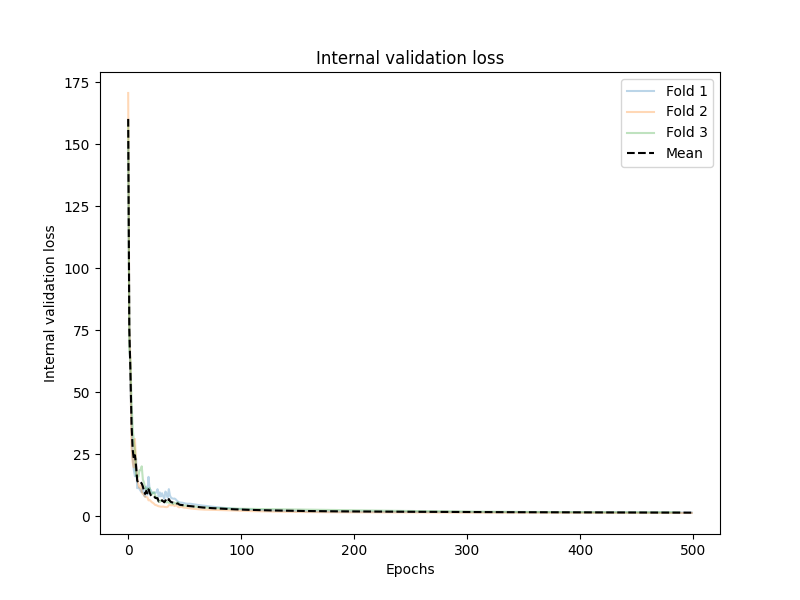 Internal validation loss
Fold 1
Fold 2
Fold 3
Mean
175
150
125
100
75
50
25
0
Internal validation loss
0 100 200 300 400 500
Epochs